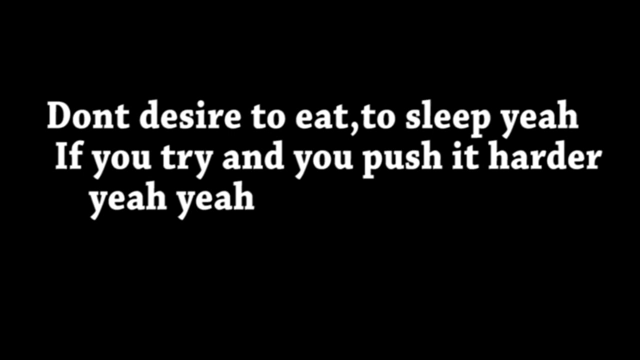 Dont desire to eat,to sleep yeah
If you try and you push it harder
yeah yeah